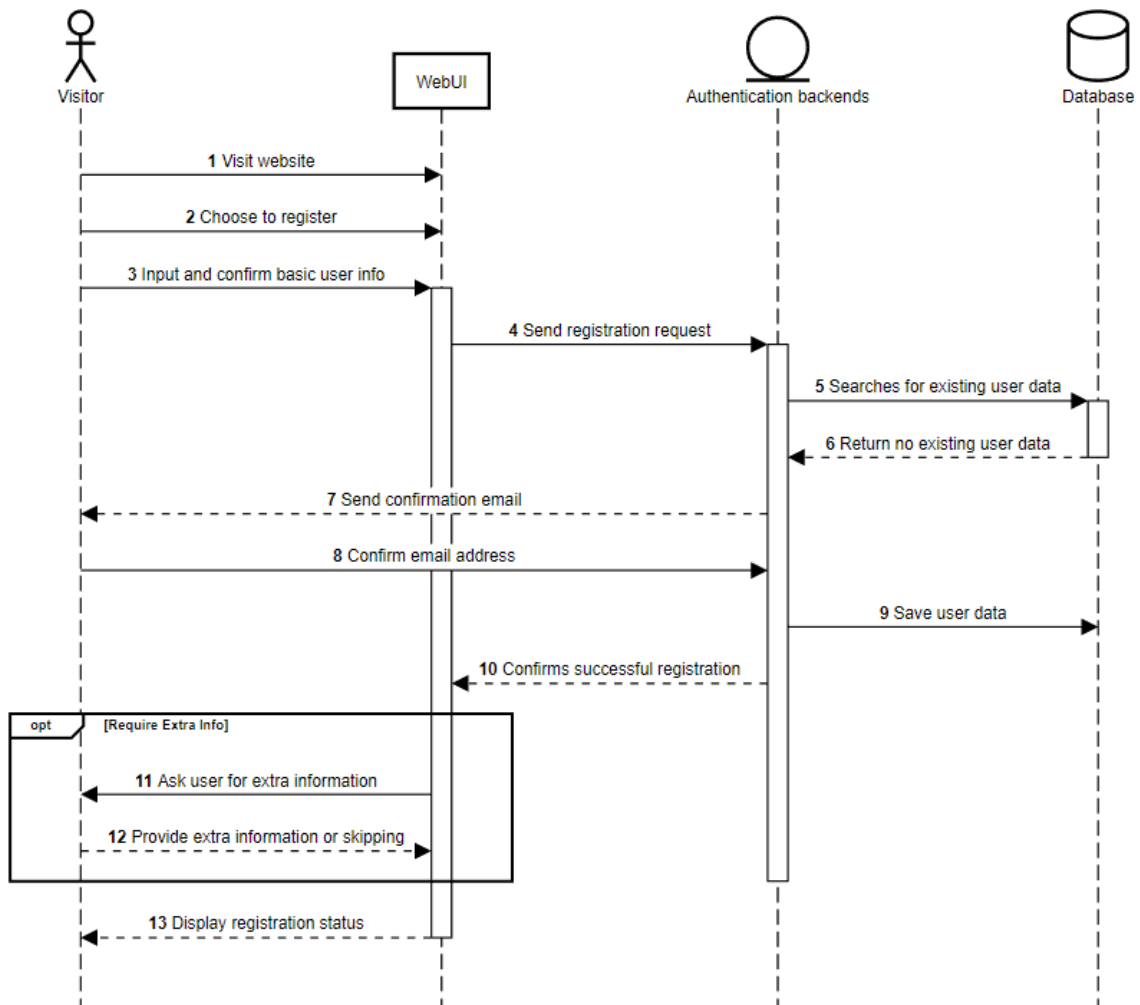 Visitor
WebUI
Authentication backends
Database
1 Visit website
2 Choose to register
3 Input and confirm basic user info
4 Send registration request
5 Searches for existing user data
6 Return no existing user data
7 Send confirmation email
8 Confirm email address
9 Save user data
10 Confirms successful registration
opt
[Require Extra Info]
11 Ask user for extra information
12 Provide extra information or skipping
13 Display registration status